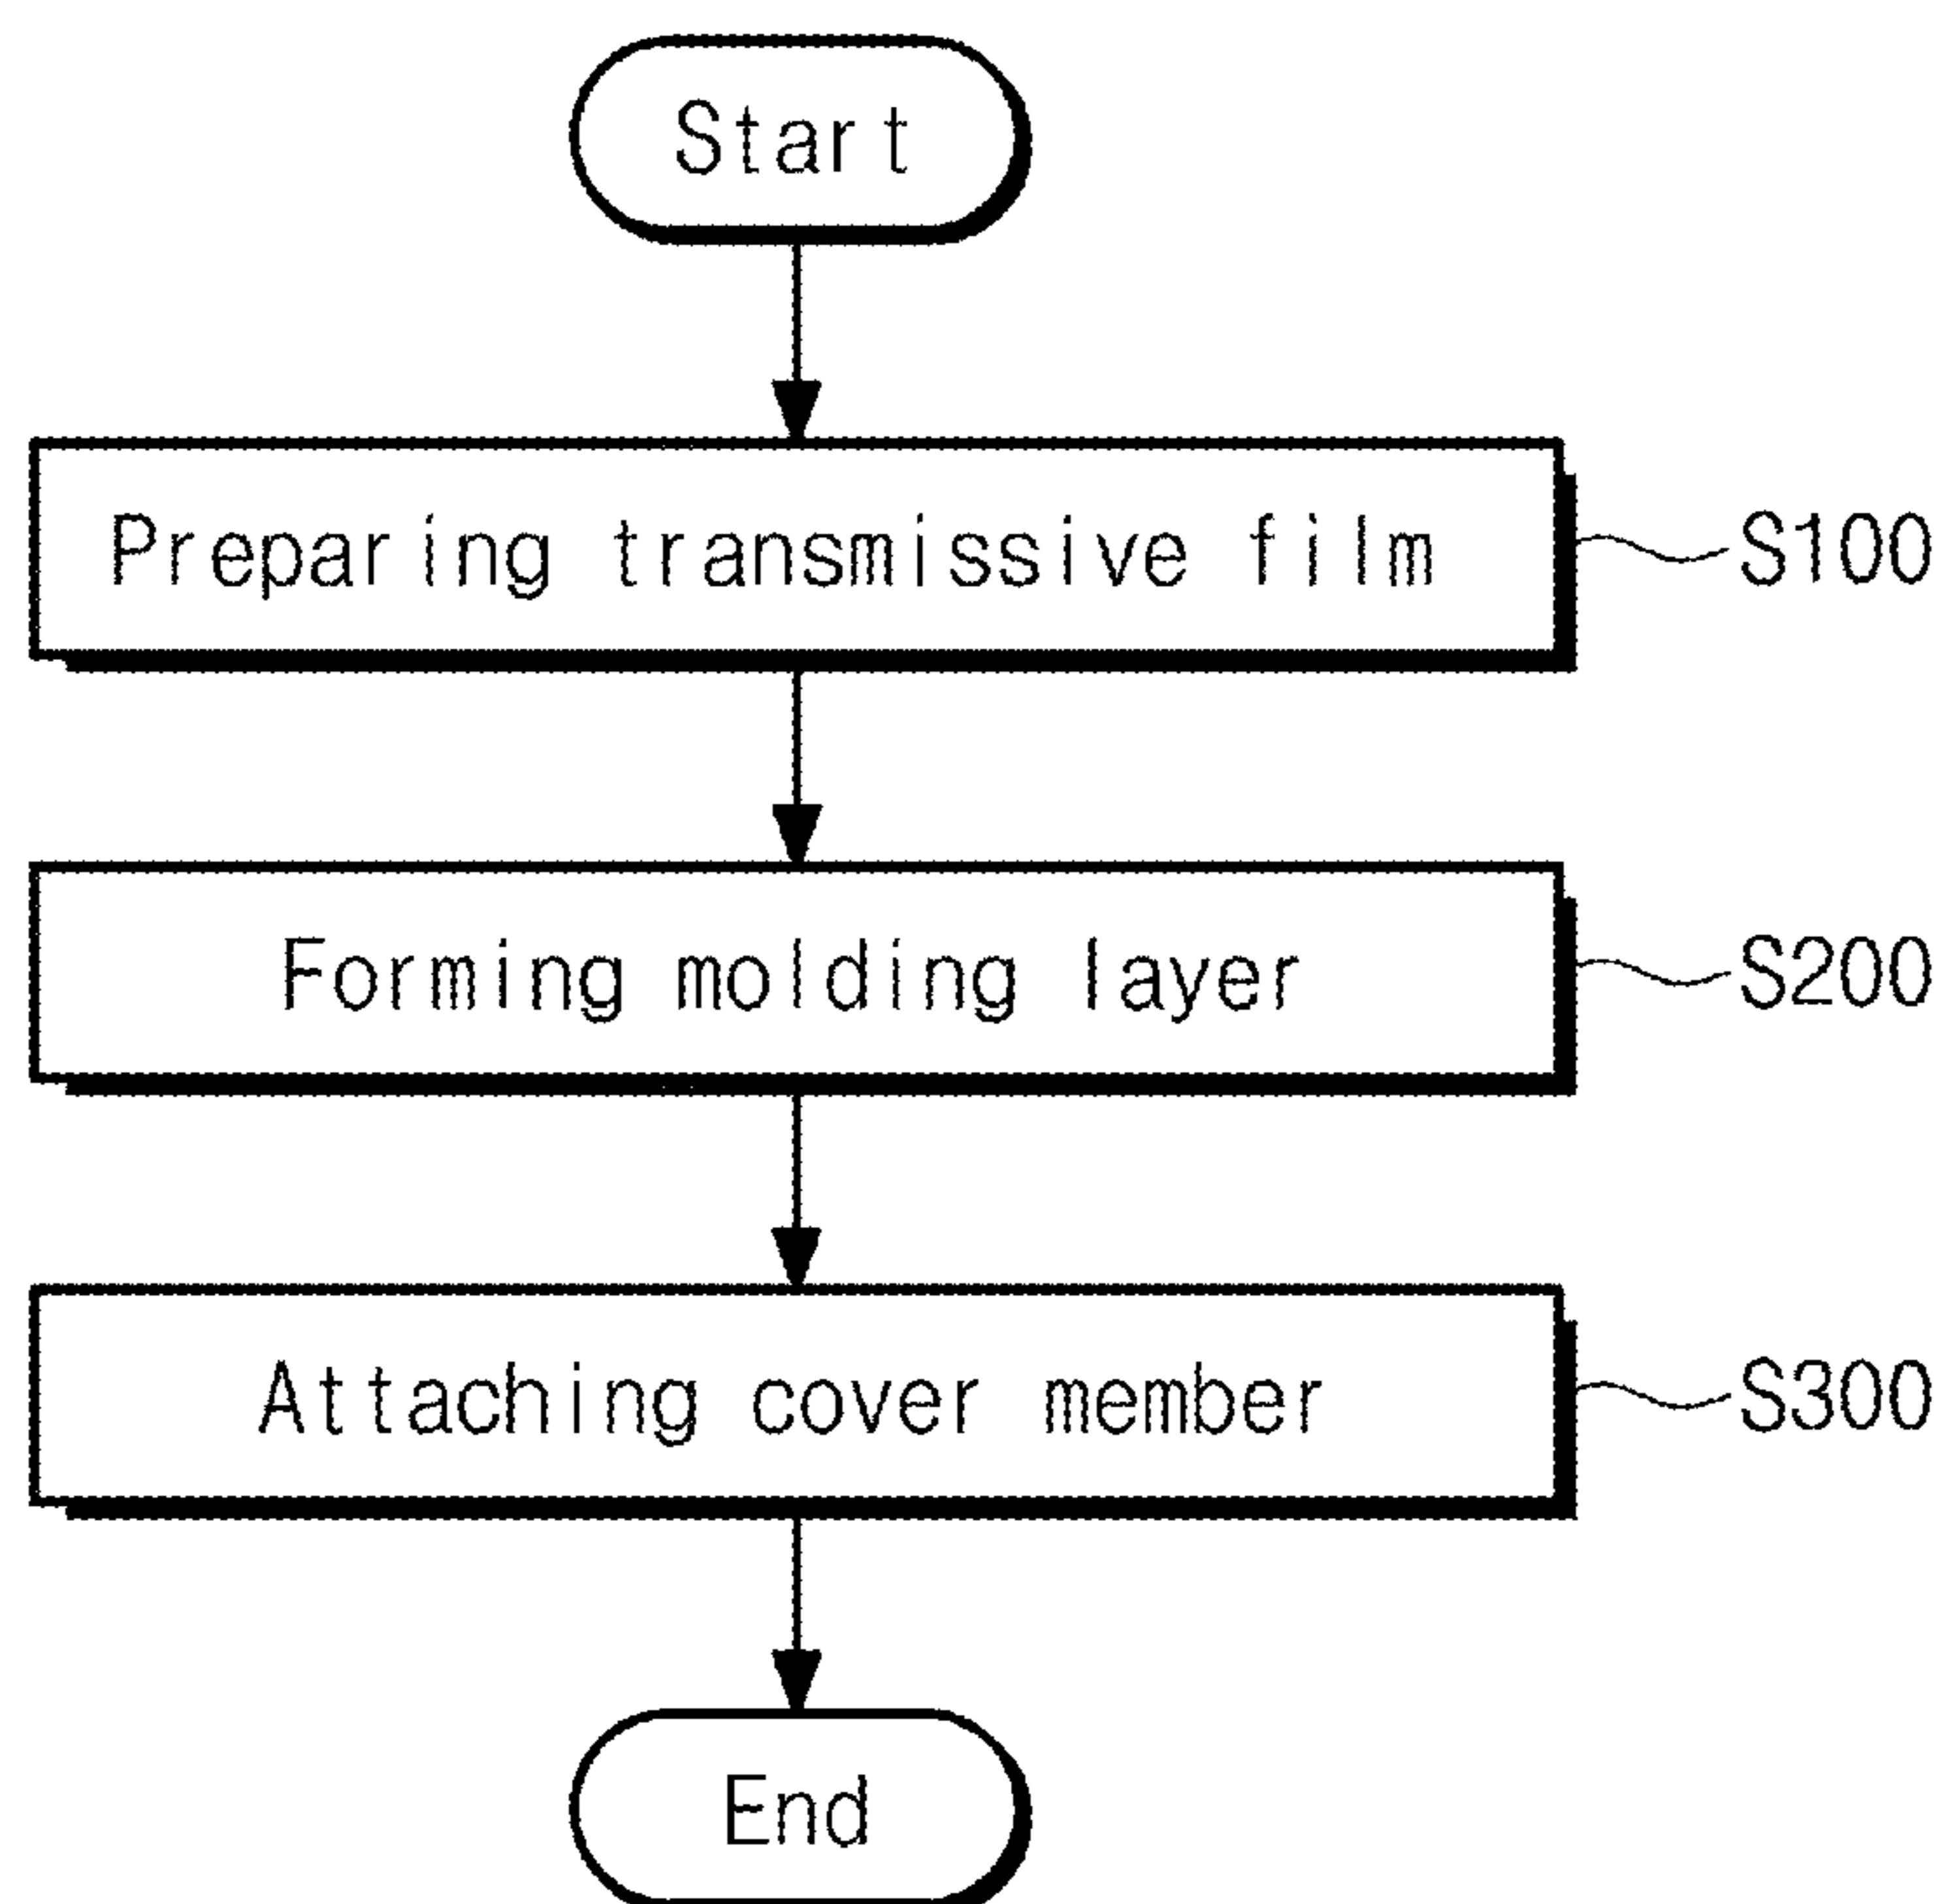 Start
Preparing transmissive film
S100
Forming molding layer
S200
Attaching cover member
S300
End